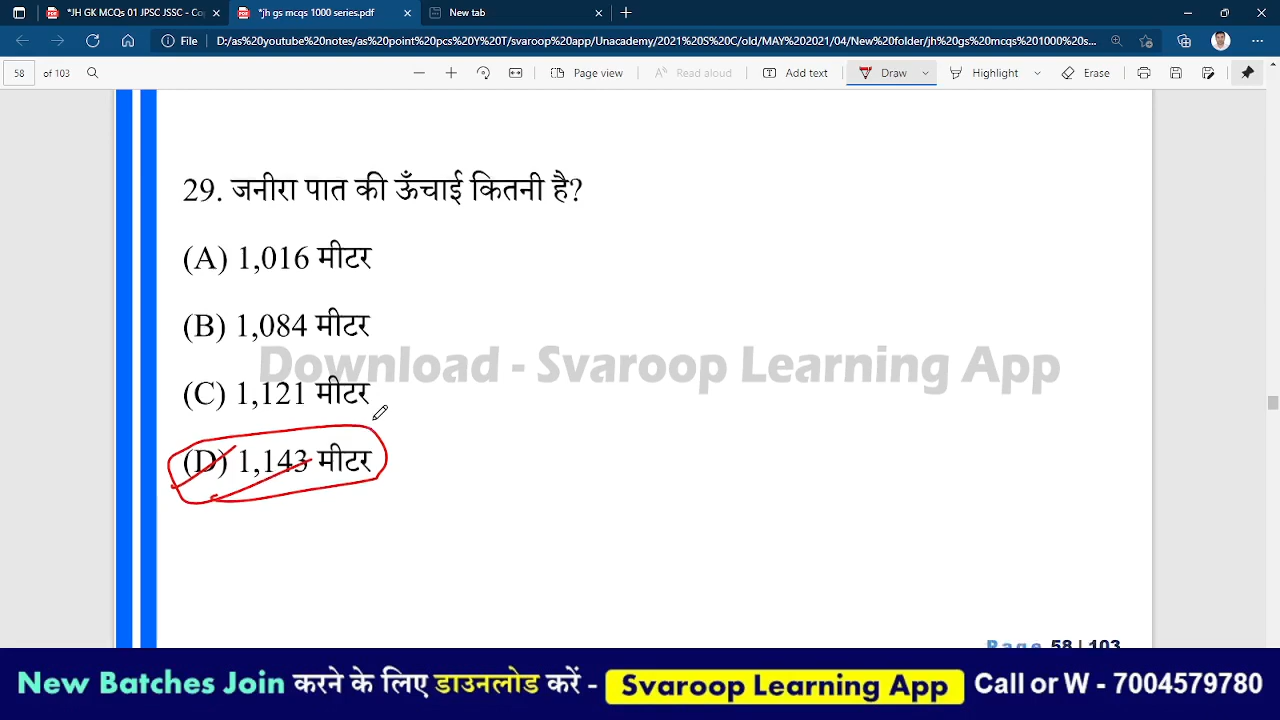 *JH GK MCQs 01 JPSC JSSC - Co
*jh gs mcqs 1000 series.pdf
New tab
File
D:/as%20youtube%20notes/as%20point%20pcs%20Y%20T/svaroop%20app/Unacademy/2021%20S%20C/old/MAY%202021/04/New%20folder/jh%20gs%20mcqs%201000%20s...
58 of 103
Page view
Read aloud
Add text
Draw
Highlight
Erase
29. जनीरा पात की ऊँचाई कितनी है?
(A) 1,016 मीटर
(B) 1,084 मीटर
Download - Svaroop Learning App
(C) 1,121 मीटर
(D) 1,143 मीटर
Page 58 | 103
New Batches Join करने के लिए डाउनलोड करें - Svaroop Learning App Call or W - 7004579780